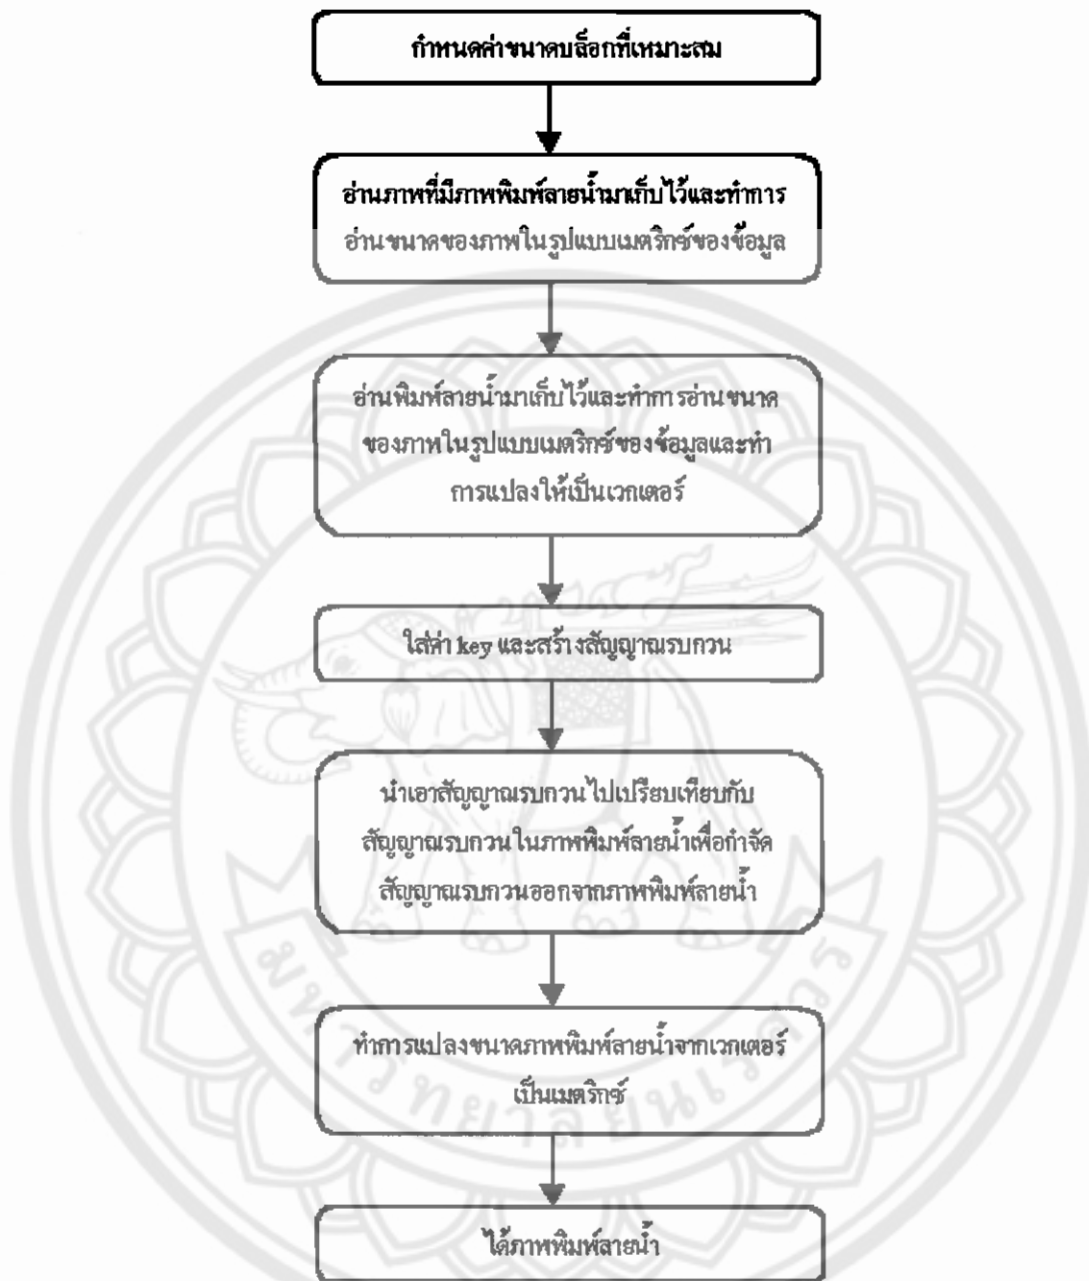 กำหนดค่าขนาดบล็อกที่เหมาะสม
อ่านภาพที่มีภาพพิมพ์ลายน้ำมาเก็บไว้และทำการ
อ่านขนาดของภาพในรูปแบบเมตริกซ์ของข้อมูล
อ่านพิมพ์ลายน้ำมาเก็บไว้และทำการอ่านขนาด
ของภาพในรูปแบบเมตริกซ์ของข้อมูลและทำ
การแปลงให้เป็นเวกเตอร์
ใส่ค่า key และสร้างสัญญาณรบกวน
นำเอาสัญญาณรบกวนไปเปรียบเทียบกับ
สัญญาณรบกวนในภาพพิมพ์ลายน้ำเพื่อกำจัด
สัญญาณรบกวนออกจากภาพพิมพ์ลายน้ำ
ทำการแปลงขนาดภาพพิมพ์ลายน้ำจากเวกเตอร์
เป็นเมตริกซ์
ได้ภาพพิมพ์ลายน้ำ
มหาวิทยาลัยนเรศวร